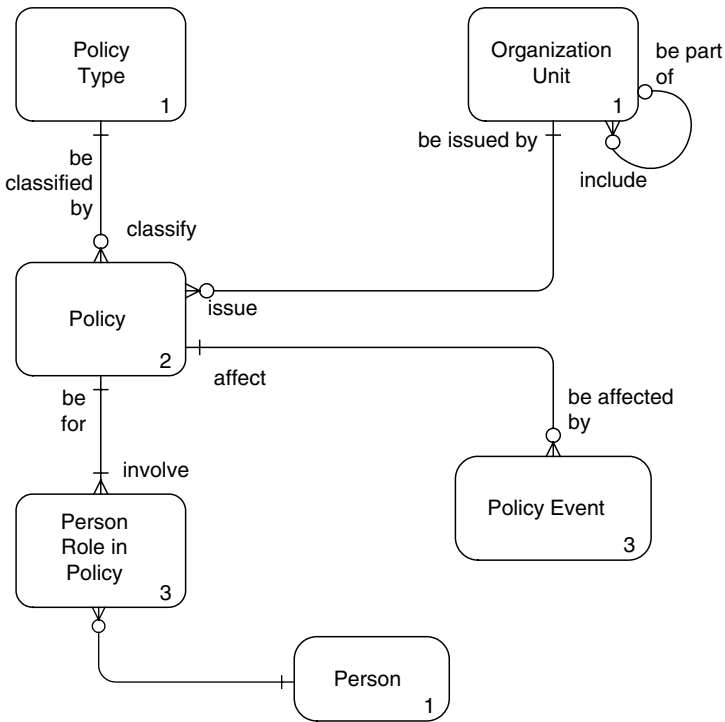 Policy
Type
1
Organization
Unit
1
be part
of
be issued by
include
be
classified
by
classify
Policy
2
issue
affect
be
for
be affected
by
involve
Person
Role in
Policy
3
Policy Event
3
Person
1